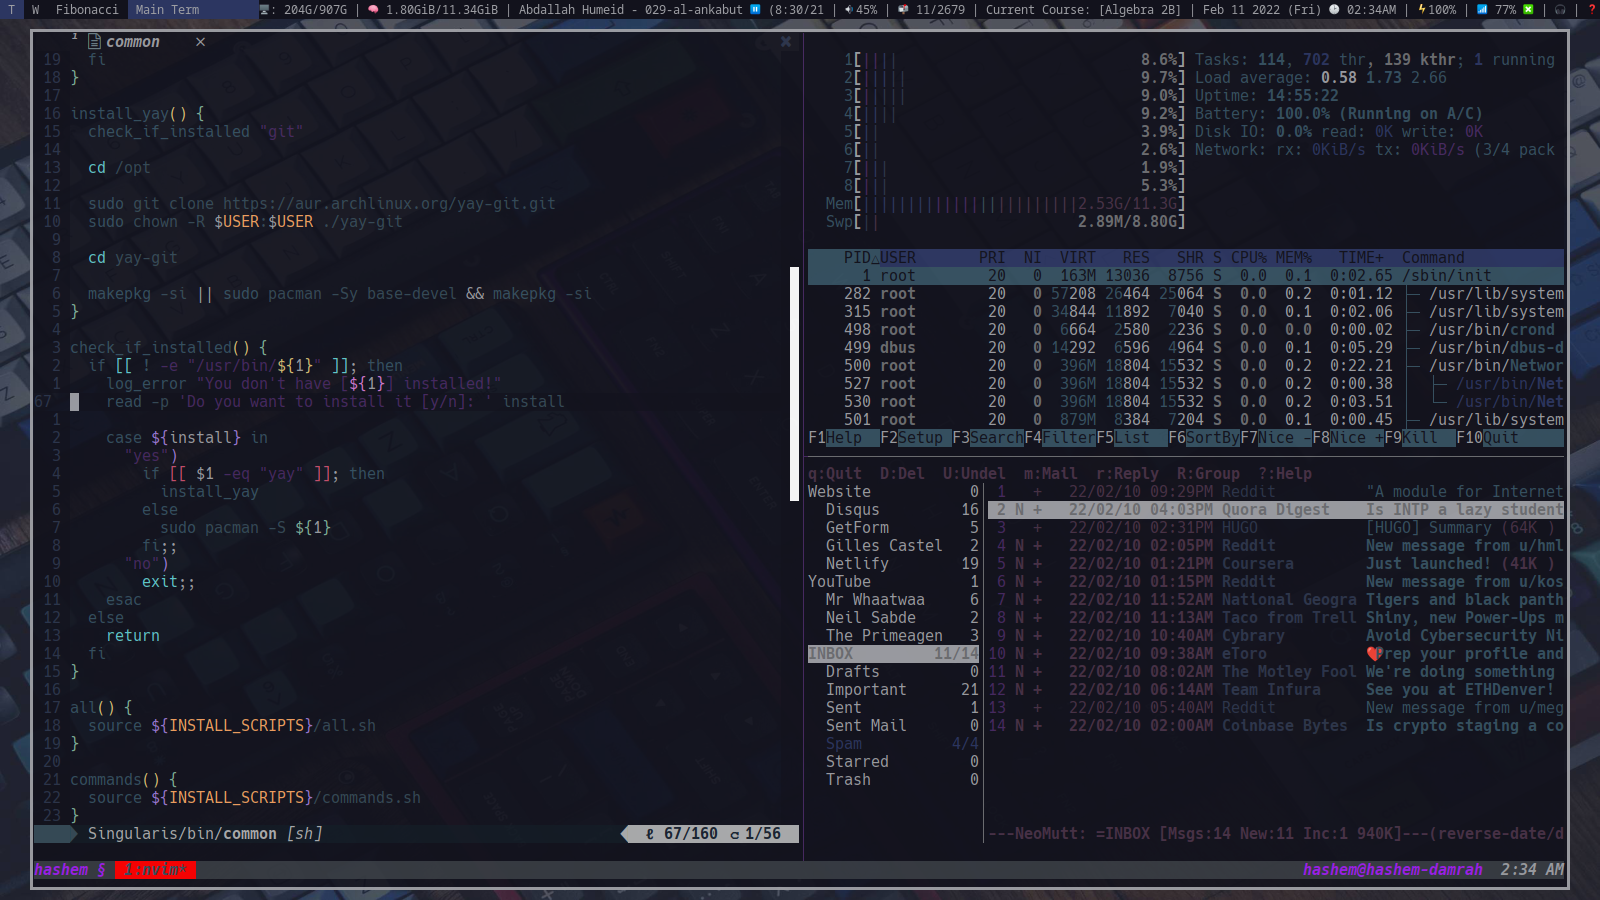 T W Fibonacci Main Term : 204G/907G | 1.80GiB/11.34GiB | Abdallah Humeid - 029-al-ankabut (8:30/21 | 45% | 11/2679 | Current Course: [Algebra 2B] | Feb 11 2022 (Fri) 02:34AM | 100% | 77% | | ?
1 common ×
19 fi
18 }
17
16 install_yay() {
15 check_if_installed "git"
14
13 cd /opt
12
11 sudo git clone https://aur.archlinux.org/yay-git.git
10 sudo chown -R $USER:$USER ./yay-git
9
8 cd yay-git
7
6 makepkg -si || sudo pacman -Sy base-devel && makepkg -si
5 }
4
3 check_if_installed() {
2 if [[ ! -e "/usr/bin/${1}" ]]; then
1 log_error "You don't have [${1}] installed!"
67 read -p 'Do you want to install it [y/n]: ' install
1
2 case ${install} in
3 "yes")
4 if [[ $1 -eq "yay" ]]; then
5 install_yay
6 else
7 sudo pacman -S ${1}
8 fi;;
9 "no")
10 exit;;
11 esac
12 else
13 return
14 fi
15 }
16
17 all() {
18 source ${INSTALL_SCRIPTS}/all.sh
19 }
20
21 commands() {
22 source ${INSTALL_SCRIPTS}/commands.sh
23 }
Singularis/bin/common [sh] ℓ 67/160 1/56
1[|||| 8.6%] Tasks: 114, 702 thr, 139 kthr; 1 running
2[||||| 9.7%] Load average: 0.58 1.73 2.66
3[||||| 9.0%] Uptime: 14:55:22
4[|||| 9.2%] Battery: 100.0% (Running on A/C)
5[|| 3.9%] Disk IO: 0.0% read: 0K write: 0K
6[|| 2.6%] Network: rx: 0KiB/s tx: 0KiB/s (3/4 pack
7[||| 1.9%]
8[||| 5.3%]
Mem[||||||||||||||||||||||||2.53G/11.3G]
Swp[|| 2.89M/8.80G]
PID△USER PRI NI VIRT RES SHR S CPU% MEM% TIME+ Command
1 root 20 0 163M 13036 8756 S 0.0 0.1 0:02.65 /sbin/init
282 root 20 0 57208 26464 25064 S 0.0 0.2 0:01.12 ├─ /usr/lib/system
315 root 20 0 34844 11892 7040 S 0.0 0.1 0:02.06 ├─ /usr/lib/system
498 root 20 0 6664 2580 2236 S 0.0 0.0 0:00.02 ├─ /usr/bin/crond
499 dbus 20 0 14292 6596 4964 S 0.0 0.1 0:05.29 ├─ /usr/bin/dbus-d
500 root 20 0 396M 18804 15532 S 0.0 0.2 0:22.21 ├─ /usr/bin/Networ
527 root 20 0 396M 18804 15532 S 0.0 0.2 0:00.38 │ ├─ /usr/bin/Net
530 root 20 0 396M 18804 15532 S 0.0 0.2 0:03.51 │ └─ /usr/bin/Net
501 root 20 0 879M 8384 7204 S 0.0 0.1 0:00.45 ├─ /usr/lib/system
F1Help F2Setup F3SearchF4FilterF5List F6SortByF7Nice -F8Nice +F9Kill F10Quit
q:Quit D:Del U:Undel m:Mail r:Reply R:Group ?:Help
Website 0
Disqus 16
GetForm 5
Gilles Castel 2
Netlify 19
YouTube 1
Mr Whaatwaa 6
Neil Sabde 2
The Primeagen 3
INBOX 11/14
Drafts 0
Important 21
Sent 1
Sent Mail 0
Spam 4/4
Starred 0
Trash 0
1 + 22/02/10 09:29PM Reddit "A module for Internet
2 N + 22/02/10 04:03PM Quora Digest Is INTP a lazy student
3 + 22/02/10 02:31PM HUGO [HUGO] Summary (64K )
4 N + 22/02/10 02:05PM Reddit New message from u/hml
5 N + 22/02/10 01:21PM Coursera Just launched! (41K )
6 N + 22/02/10 01:15PM Reddit New message from u/kos
7 N + 22/02/10 11:52AM National Geogra Tigers and black panth
8 N + 22/02/10 11:13AM Taco from Trell Shiny, new Power-Ups m
9 N + 22/02/10 10:40AM Cybrary Avoid Cybersecurity Ni
10 N + 22/02/10 09:38AM eToro ❤️Prep your profile and
11 N + 22/02/10 08:02AM The Motley Fool We're doing something
12 N + 22/02/10 06:14AM Team Infura See you at ETHDenver!
13 + 22/02/10 05:40AM Reddit New message from u/meg
14 N + 22/02/10 02:00AM Coinbase Bytes Is crypto staging a co
---NeoMutt: =INBOX [Msgs:14 New:11 Inc:1 940K]---(reverse-date/d
hashem § 1:nvim* hashem@hashem-damrah 2:34 AM